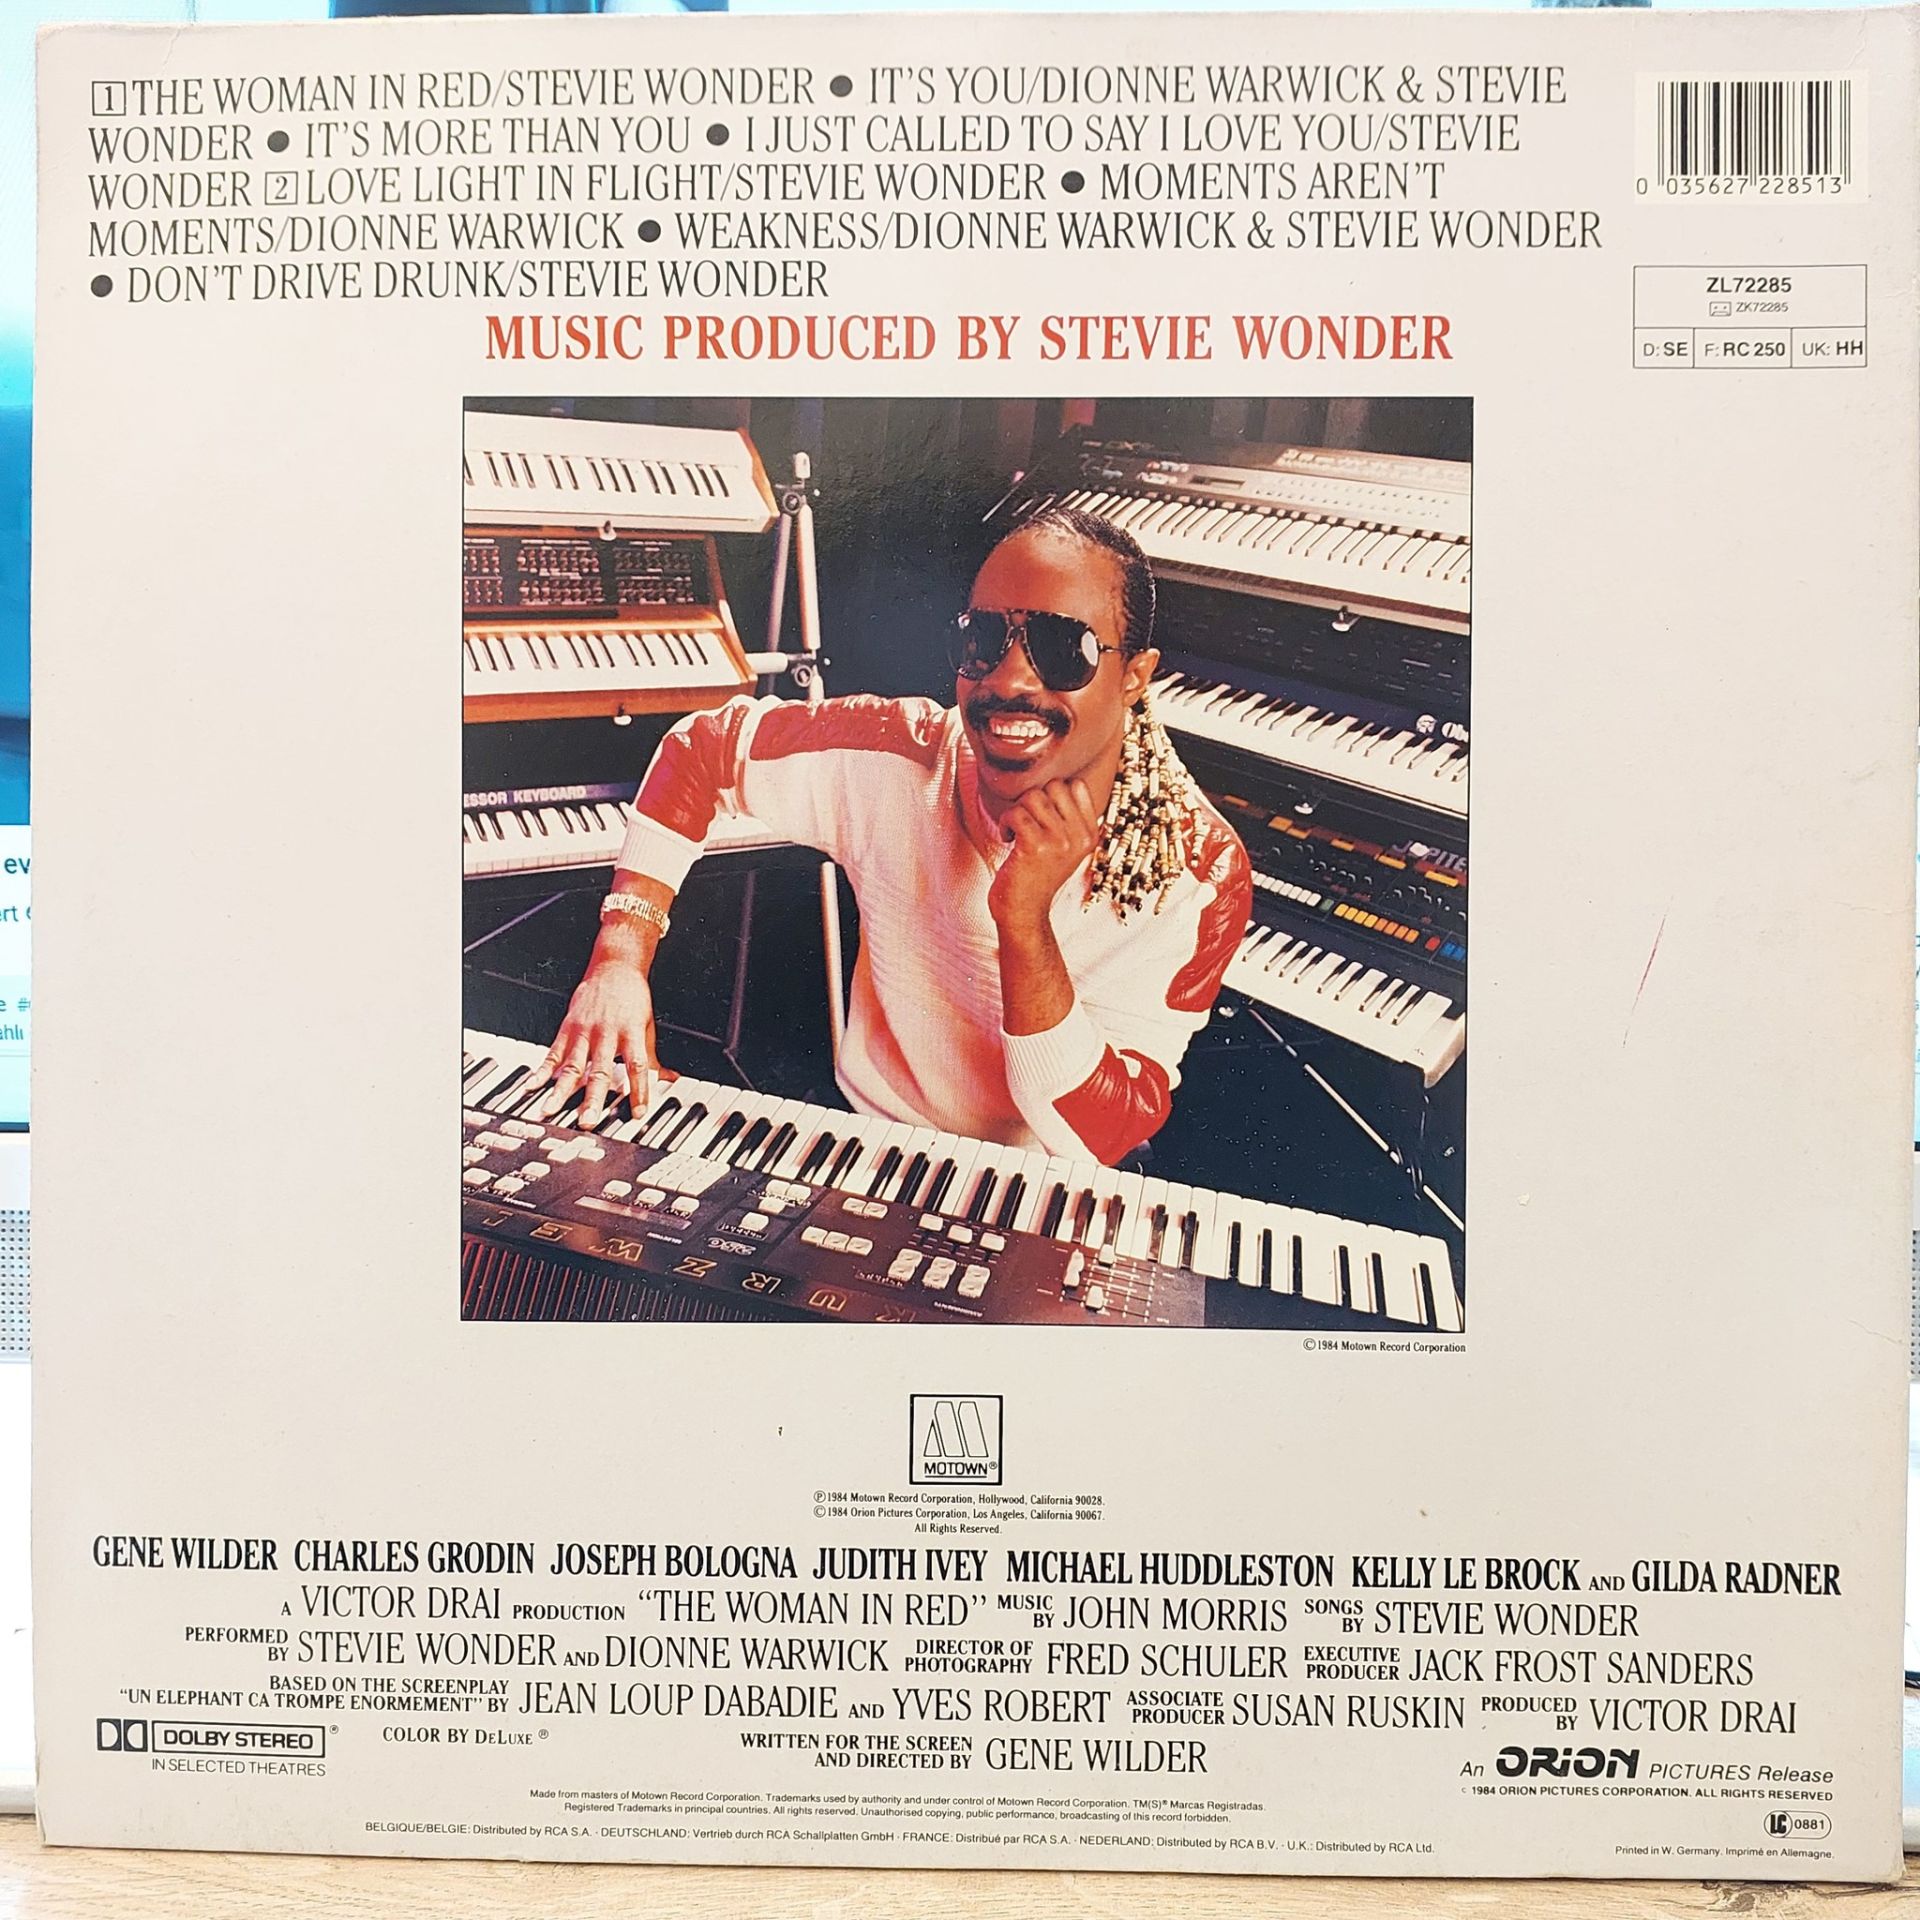 1 THE WOMAN IN RED/STEVIE WONDER ● IT'S YOU/DIONNE WARWICK & STEVIE
WONDER ● IT'S MORE THAN YOU ● I JUST CALLED TO SAY I LOVE YOU/STEVIE
WONDER 2 LOVE LIGHT IN FLIGHT/STEVIE WONDER ● MOMENTS AREN'T
MOMENTS/DIONNE WARWICK ● WEAKNESS/DIONNE WARWICK & STEVIE WONDER
● DON'T DRIVE DRUNK/STEVIE WONDER
0 035627 228513
ZL72285
ZK72285
D: SE F: RC 250 UK: HH
MUSIC PRODUCED BY STEVIE WONDER
ESSOR KEYBOARD
KURZWEIL
250
© 1984 Motown Record Corporation
MOTOWN®
Ⓟ 1984 Motown Record Corporation, Hollywood, California 90028.
© 1984 Orion Pictures Corporation, Los Angeles, California 90067.
All Rights Reserved.
GENE WILDER CHARLES GRODIN JOSEPH BOLOGNA JUDITH IVEY MICHAEL HUDDLESTON KELLY LE BROCK AND GILDA RADNER
A VICTOR DRAI PRODUCTION "THE WOMAN IN RED" MUSIC BY JOHN MORRIS SONGS BY STEVIE WONDER
PERFORMED BY STEVIE WONDER AND DIONNE WARWICK DIRECTOR OF PHOTOGRAPHY FRED SCHULER EXECUTIVE PRODUCER JACK FROST SANDERS
BASED ON THE SCREENPLAY "UN ELEPHANT CA TROMPE ENORMEMENT" BY JEAN LOUP DABADIE AND YVES ROBERT ASSOCIATE PRODUCER SUSAN RUSKIN PRODUCED BY VICTOR DRAI
DOLBY STEREO ® COLOR BY DELUXE ® WRITTEN FOR THE SCREEN AND DIRECTED BY GENE WILDER
IN SELECTED THEATRES
An ORION PICTURES Release
© 1984 ORION PICTURES CORPORATION. ALL RIGHTS RESERVED
Made from masters of Motown Record Corporation. Trademarks used by authority and under control of Motown Record Corporation. TM(S)® Marcas Registradas.
Registered Trademarks in principal countries. All rights reserved. Unauthorised copying, public performance, broadcasting of this record forbidden.
BELGIQUE/BELGIE: Distributed by RCA S.A. · DEUTSCHLAND: Vertrieb durch RCA Schallplatten GmbH · FRANCE: Distribué par RCA S.A. · NEDERLAND: Distributed by RCA B.V. · U.K.: Distributed by RCA Ltd.
LC 0881
Printed in W. Germany. Imprimé en Allemagne.